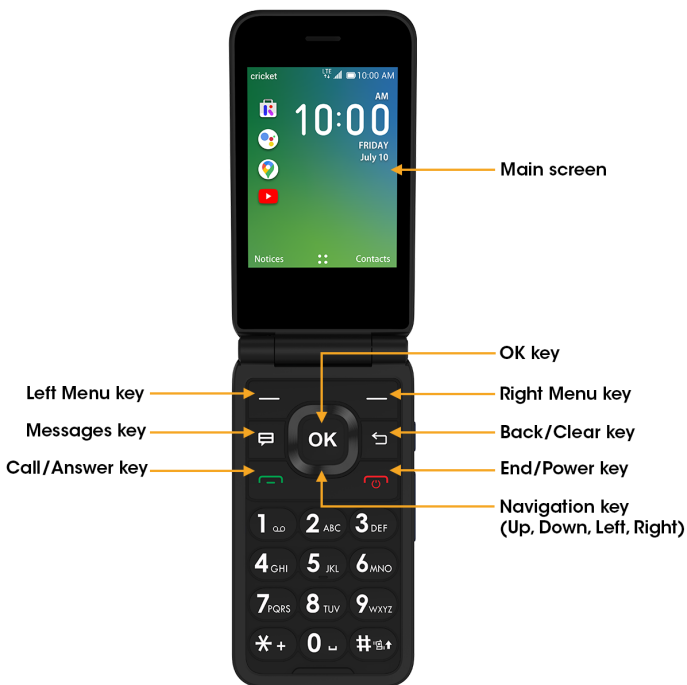 cricket LTE 10:00 AM
AM
10:00
FRIDAY
July 10
Main screen
Notices Contacts
OK key
Left Menu key
Right Menu key
Messages key
OK
Back/Clear key
Call/Answer key
End/Power key
Navigation key
(Up, Down, Left, Right)
1 2 ABC 3 DEF
4 GHI 5 JKL 6 MNO
7 PQRS 8 TUV 9 WXYZ
* + 0 #